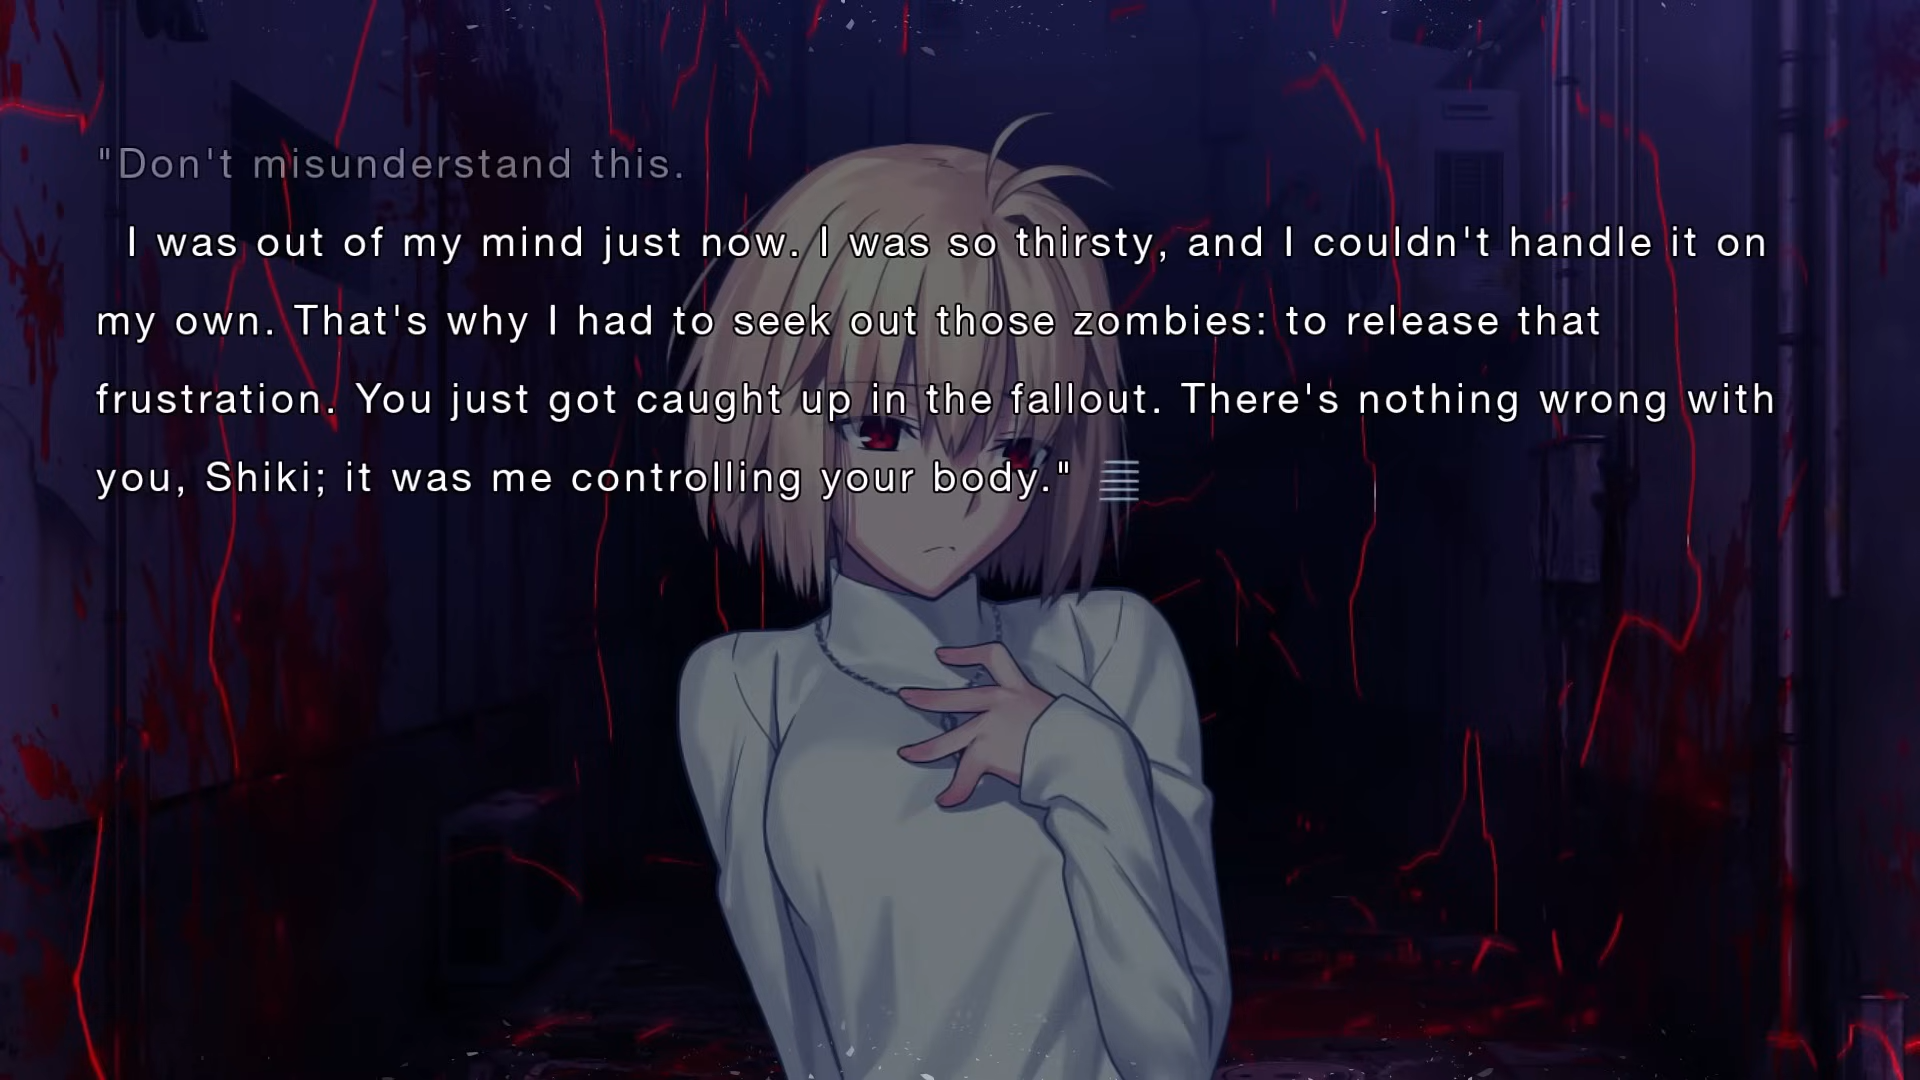 "Don't misunderstand this.
I was out of my mind just now. I was so thirsty, and I couldn't handle it on
my own. That's why I had to seek out those zombies: to release that
frustration. You just got caught up in the fallout. There's nothing wrong with
you, Shiki; it was me controlling your body."